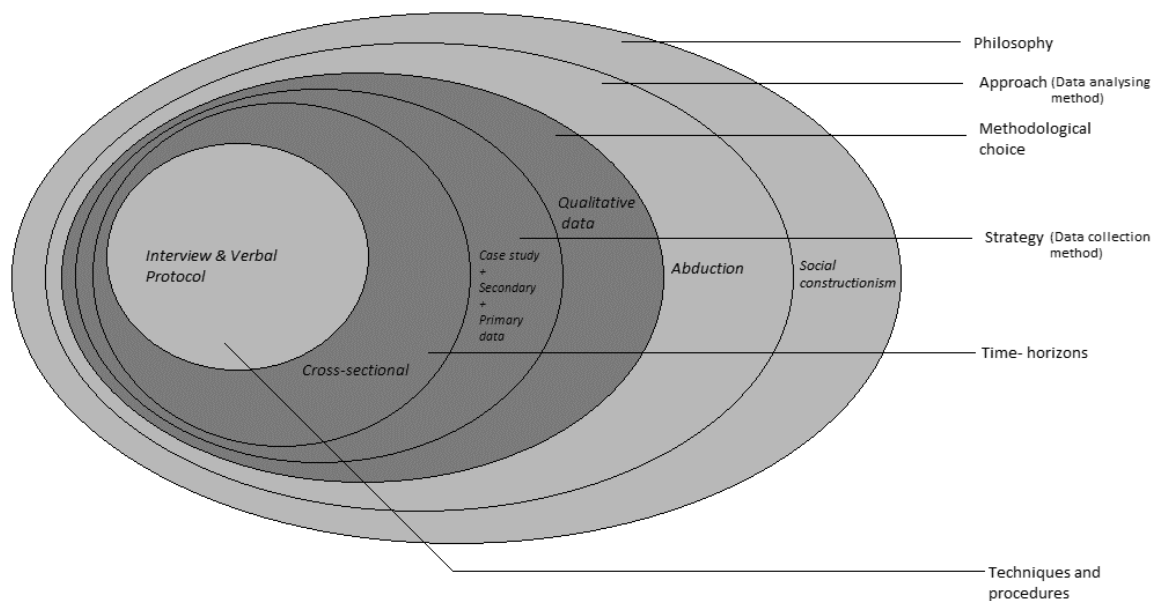 Philosophy
Approach (Data analysing
method)
Methodological
choice
Qualitative
data
Strategy (Data collection
method)
Interview & Verbal
Protocol
Case study
+
Secondary
+
Primary
data
Abduction
Social
constructionism
Time- horizons
Cross-sectional
Techniques and
procedures